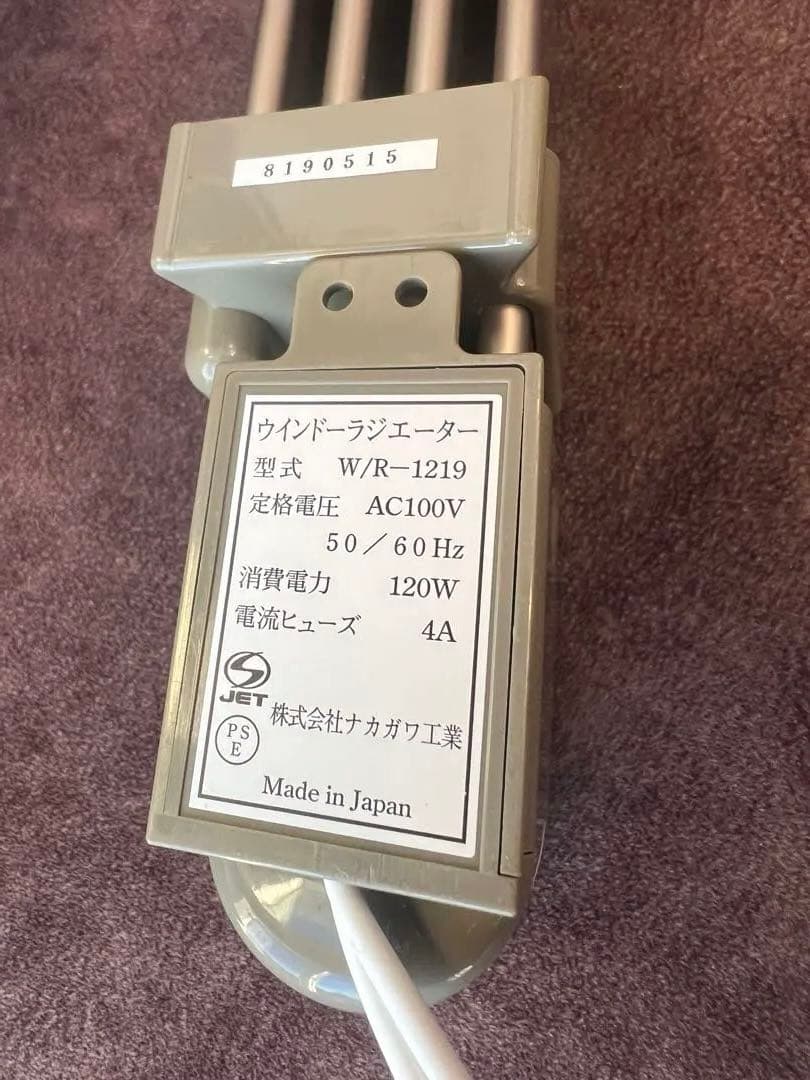 8190515
ウインドーラジエーター
型式 W/R-1219
定格電圧 AC100V
50/60Hz
消費電力 120W
電流ヒューズ 4A
JET
株式会社ナカガワ工業
PS
E
Made in Japan